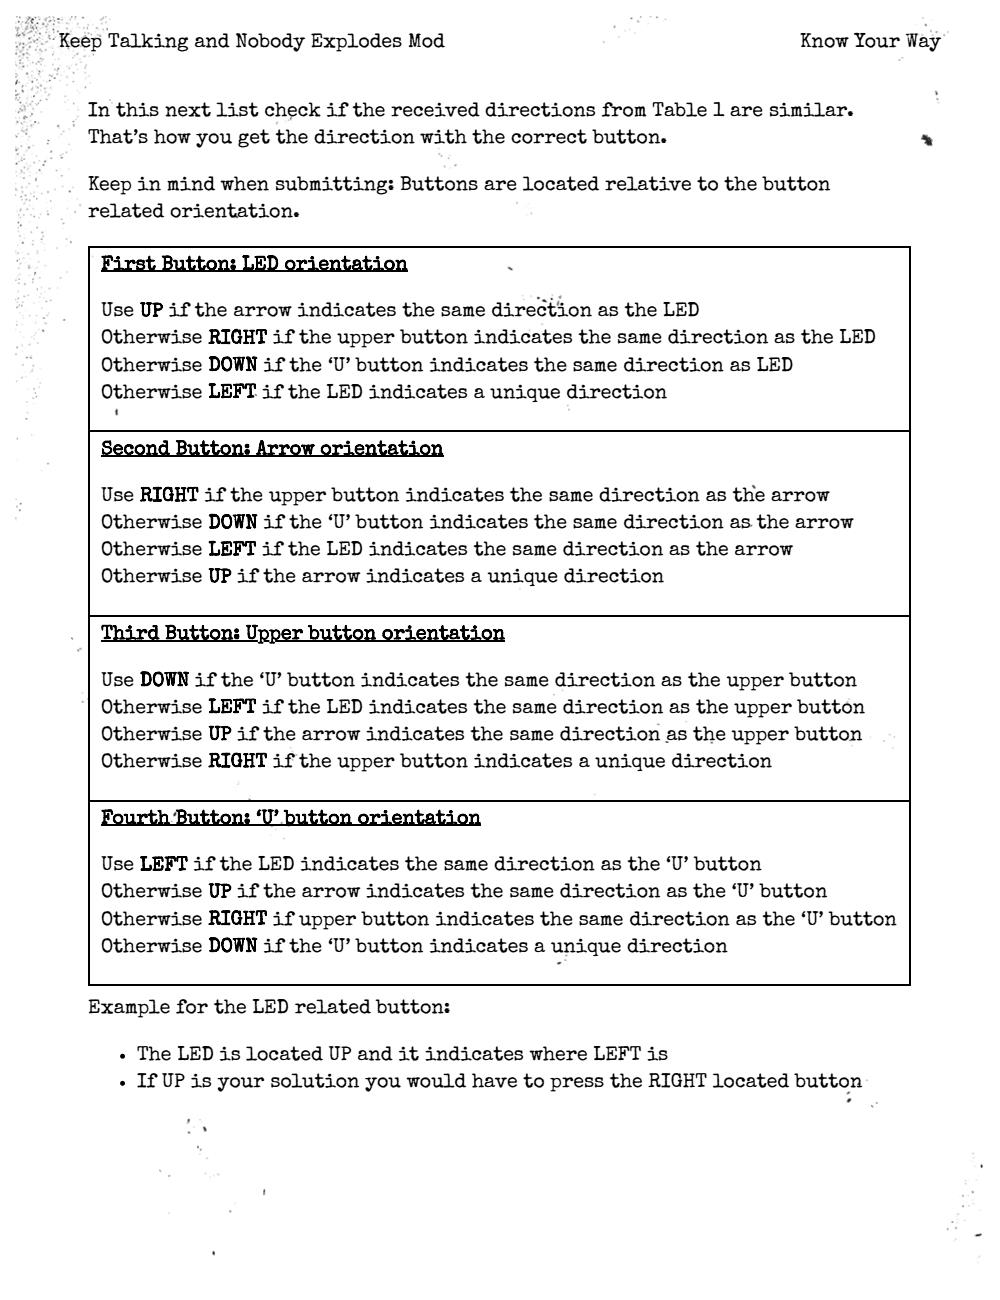 Keep Talking and Nobody Explodes Mod Know Your Way
In this next list check if the received directions from Table 1 are similar.
That's how you get the direction with the correct button.
Keep in mind when submitting: Buttons are located relative to the button
related orientation.
First Button: LED orientation
Use UP if the arrow indicates the same direction as the LED
Otherwise RIGHT if the upper button indicates the same direction as the LED
Otherwise DOWN if the ‘U’ button indicates the same direction as LED
Otherwise LEFT if the LED indicates a unique direction
Second Button: Arrow orientation
Use RIGHT if the upper button indicates the same direction as the arrow
Otherwise DOWN if the ‘U’ button indicates the same direction as the arrow
Otherwise LEFT if the LED indicates the same direction as the arrow
Otherwise UP if the arrow indicates a unique direction
Third Button: Upper button orientation
Use DOWN if the ‘U’ button indicates the same direction as the upper button
Otherwise LEFT if the LED indicates the same direction as the upper button
Otherwise UP if the arrow indicates the same direction as the upper button
Otherwise RIGHT if the upper button indicates a unique direction
Fourth Button: ‘U’ button orientation
Use LEFT if the LED indicates the same direction as the ‘U’ button
Otherwise UP if the arrow indicates the same direction as the ‘U’ button
Otherwise RIGHT if upper button indicates the same direction as the ‘U’ button
Otherwise DOWN if the ‘U’ button indicates a unique direction
Example for the LED related button:
• The LED is located UP and it indicates where LEFT is
• If UP is your solution you would have to press the RIGHT located button